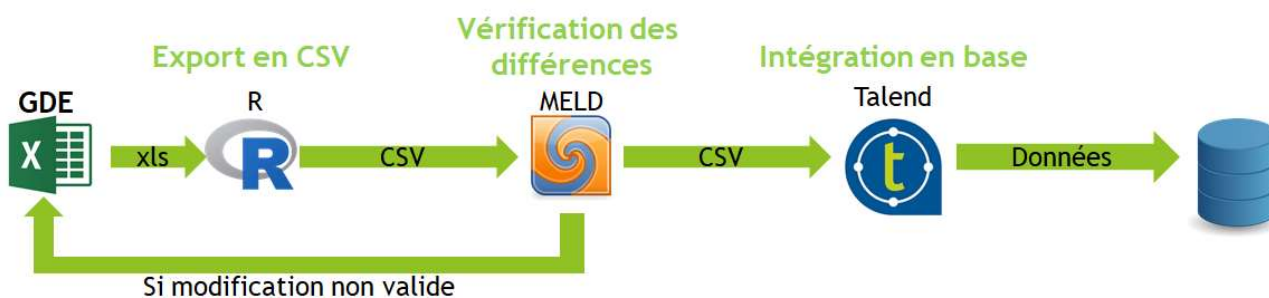 Export en CSV
Vérification des
différences
Intégration en base
GDE
R
MELD
Talend
X
R
t
xls
CSV
CSV
Données
Si modification non valide